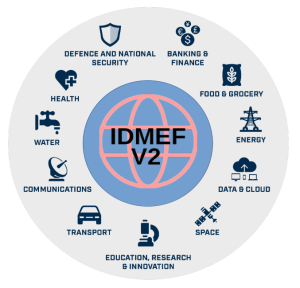 DEFENCE AND NATIONAL
SECURITY
BANKING &
FINANCE
HEALTH
FOOD & GROCERY
WATER
IDMEF
V2
ENERGY
COMMUNICATIONS
DATA & CLOUD
TRANSPORT
SPACE
EDUCATION, RESEARCH
& INNOVATION